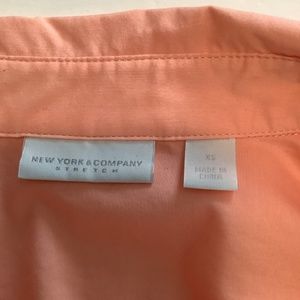 NEW YORK & COMPANY
STRETCH
XS
MADE IN
CHINA